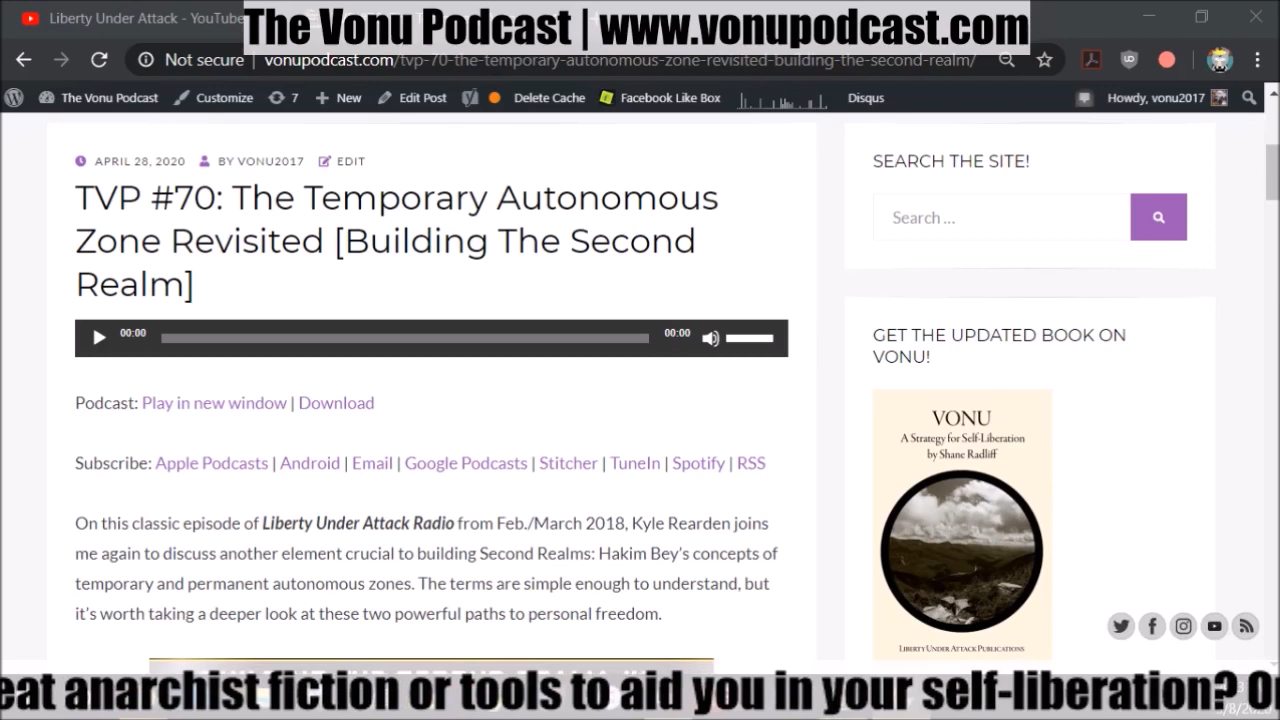 Liberty Under Attack - YouTube
The Vonu Podcast | www.vonupodcast.com
Not secure | vonupodcast.com/tvp-70-the-temporary-autonomous-zone-revisited-building-the-second-realm/
The Vonu Podcast Customize 7 New Edit Post Delete Cache Facebook Like Box Disqus Howdy, vonu2017
APRIL 28, 2020 BY VONU2017 EDIT
TVP #70: The Temporary Autonomous
Zone Revisited [Building The Second
Realm]
00:00 00:00
Podcast: Play in new window | Download
Subscribe: Apple Podcasts | Android | Email | Google Podcasts | Stitcher | TuneIn | Spotify | RSS
On this classic episode of Liberty Under Attack Radio from Feb./March 2018, Kyle Rearden joins
me again to discuss another element crucial to building Second Realms: Hakim Bey's concepts of
temporary and permanent autonomous zones. The terms are simple enough to understand, but
it's worth taking a deeper look at these two powerful paths to personal freedom.
SEARCH THE SITE!
Search ...
GET THE UPDATED BOOK ON
VONU!
VONU
A Strategy for Self-Liberation
by Shane Radliff
LIBERTY UNDER ATTACK PUBLICATIONS
eat anarchist fiction or tools to aid you in your self-liberation?